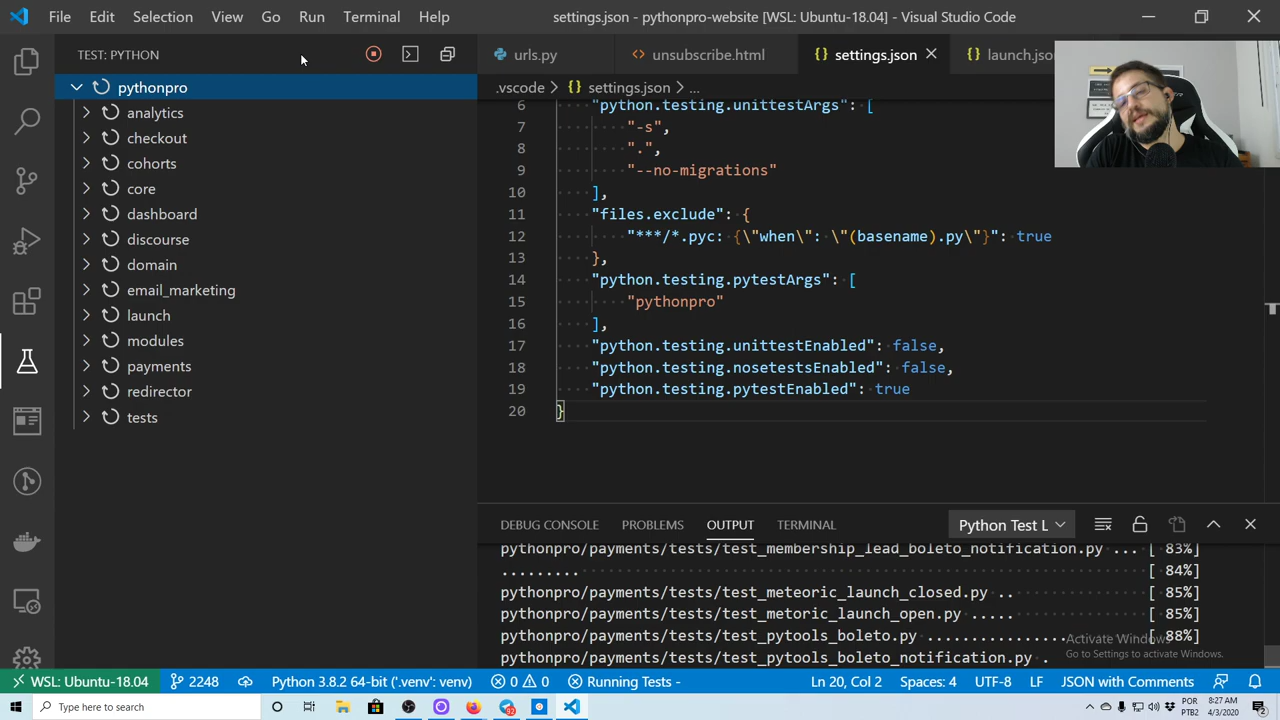 File Edit Selection View Go Run Terminal Help
settings.json - pythonpro-website [WSL: Ubuntu-18.04] - Visual Studio Code
TEST: PYTHON
urls.py
unsubscribe.html
settings.json
launch.jso
pythonpro
analytics
checkout
cohorts
core
dashboard
discourse
domain
email_marketing
launch
modules
payments
redirector
tests
.vscode > settings.json > ...
6 "python.testing.unittestArgs": [
7 "-s",
8 ".",
9 "--no-migrations"
10 ],
11 "files.exclude": {
12 "***/*.pyc: {\"when\": \"(basename).py\"}": true
13 },
14 "python.testing.pytestArgs": [
15 "pythonpro"
16 ],
17 "python.testing.unittestEnabled": false,
18 "python.testing.nosetestsEnabled": false,
19 "python.testing.pytestEnabled": true
20 }
DEBUG CONSOLE PROBLEMS OUTPUT TERMINAL
Python Test L
pythonpro/payments/tests/test_membership_lead_boleto_notification.py ... [ 83%]
......... [ 84%]
pythonpro/payments/tests/test_meteoric_launch_closed.py .. [ 85%]
pythonpro/payments/tests/test_metoric_launch_open.py ..... [ 85%]
pythonpro/payments/tests/test_pytools_boleto.py ................. [ 88%]
pythonpro/payments/tests/test_pytools_boleto_notification.py .
Activate Windows
Go to Settings to activate Windows.
WSL: Ubuntu-18.04 2248 Python 3.8.2 64-bit ('.venv': venv) 0 0 Running Tests - Ln 20, Col 2 Spaces: 4 UTF-8 LF JSON with Comments
Type here to search
92
POR
PTB2
8:27 AM
4/3/2020
2